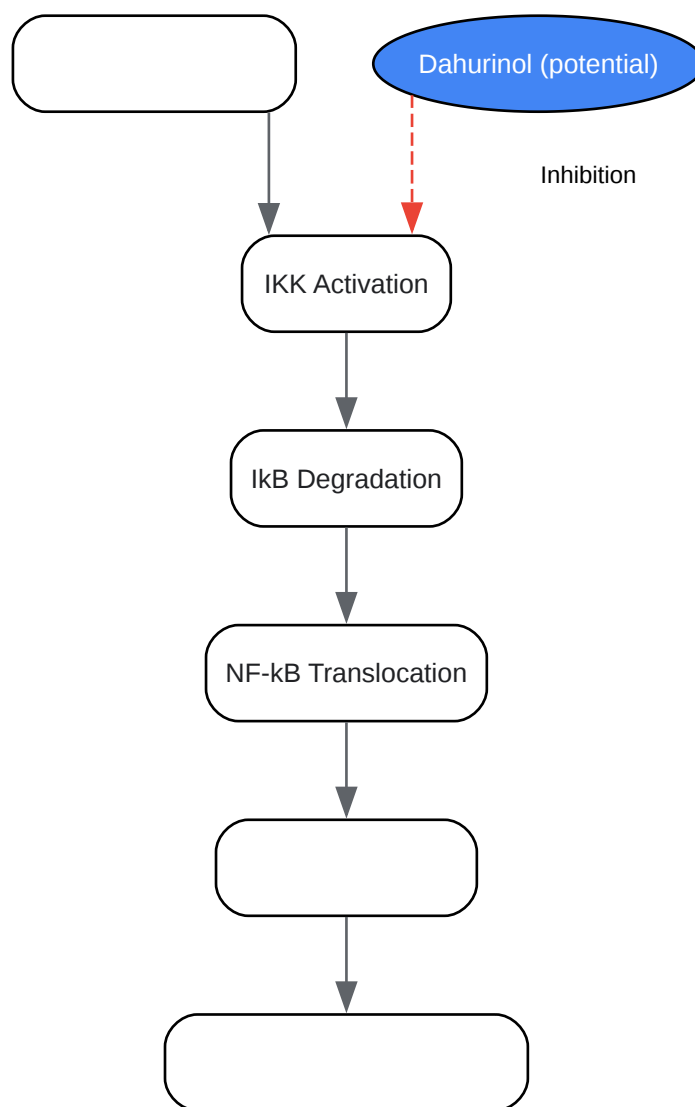 Dahurinol (potential)
Inhibition
IKK Activation
IkB Degradation
NF-kB Translocation